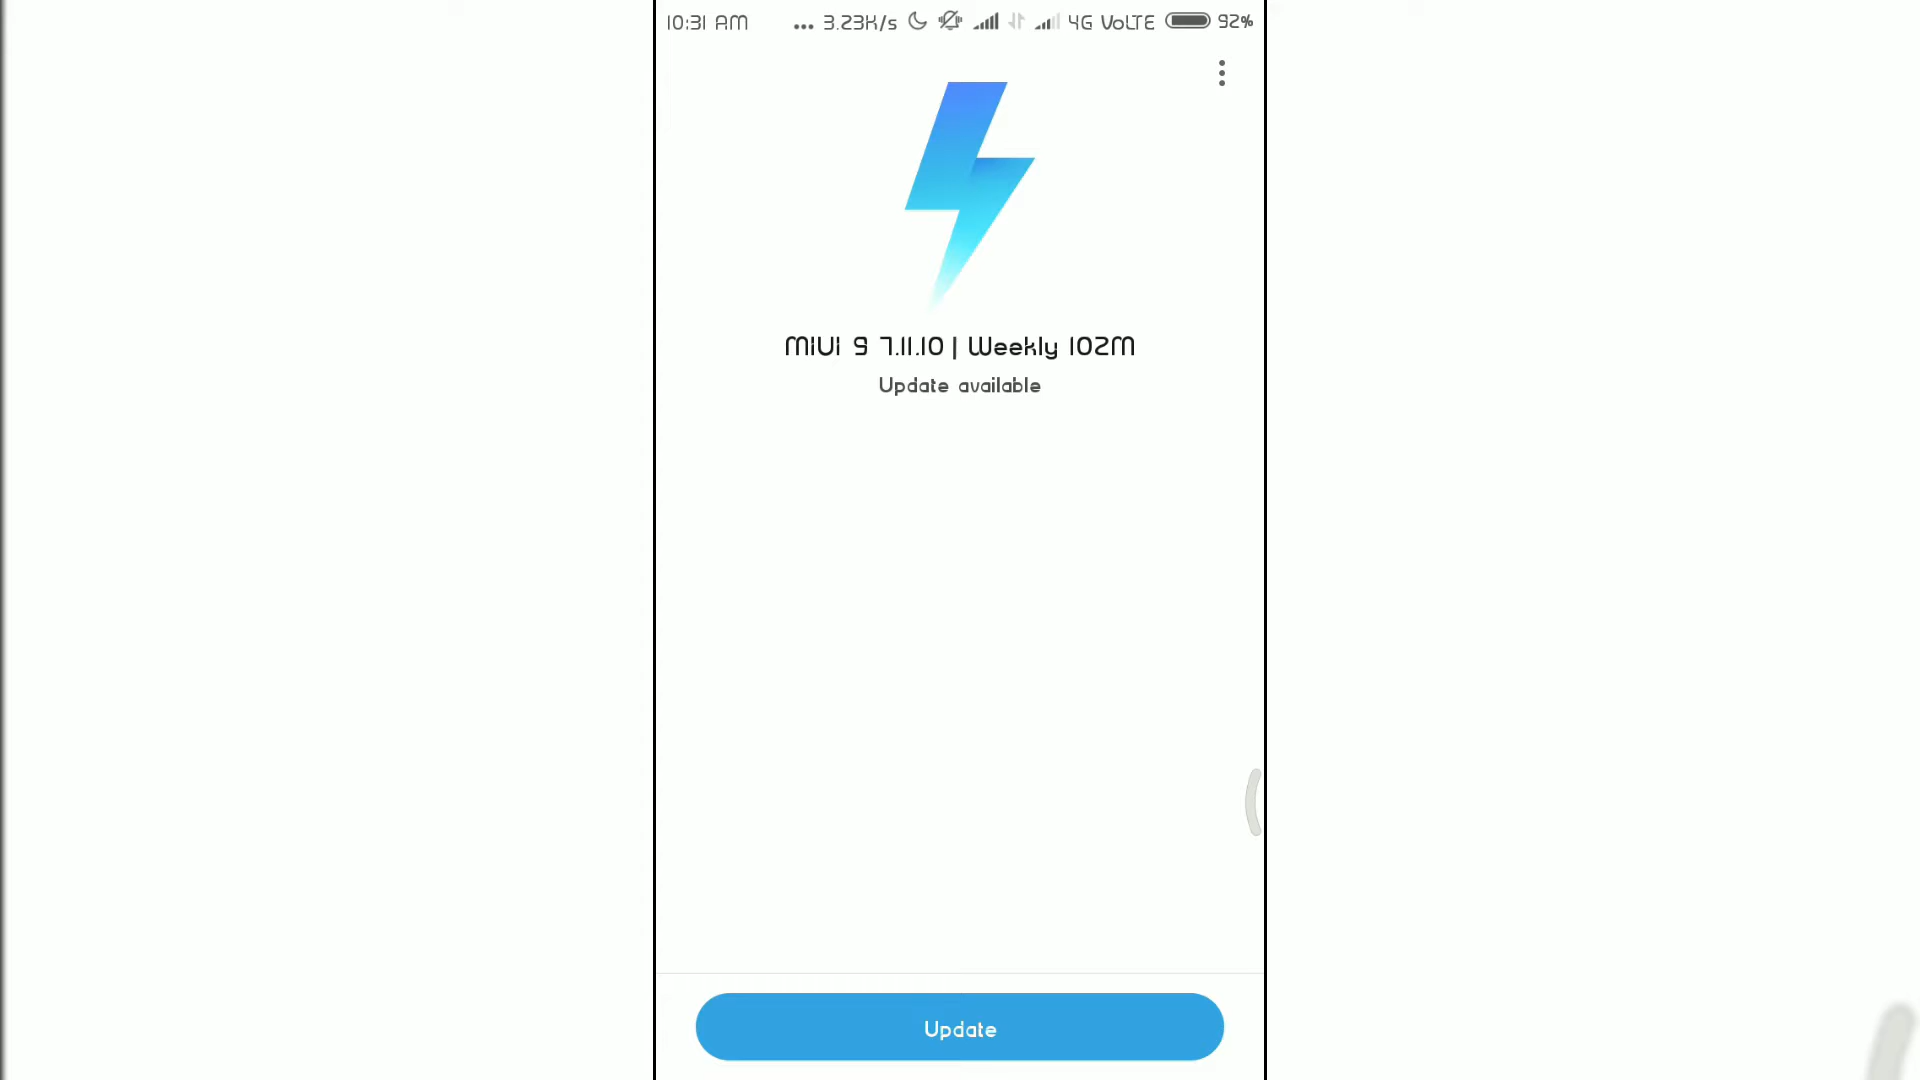 10:31 AM ... 3.23K/s 4G VoLTE 92%
MIUI 9 7.11.10 | Weekly 102M
Update available
Update